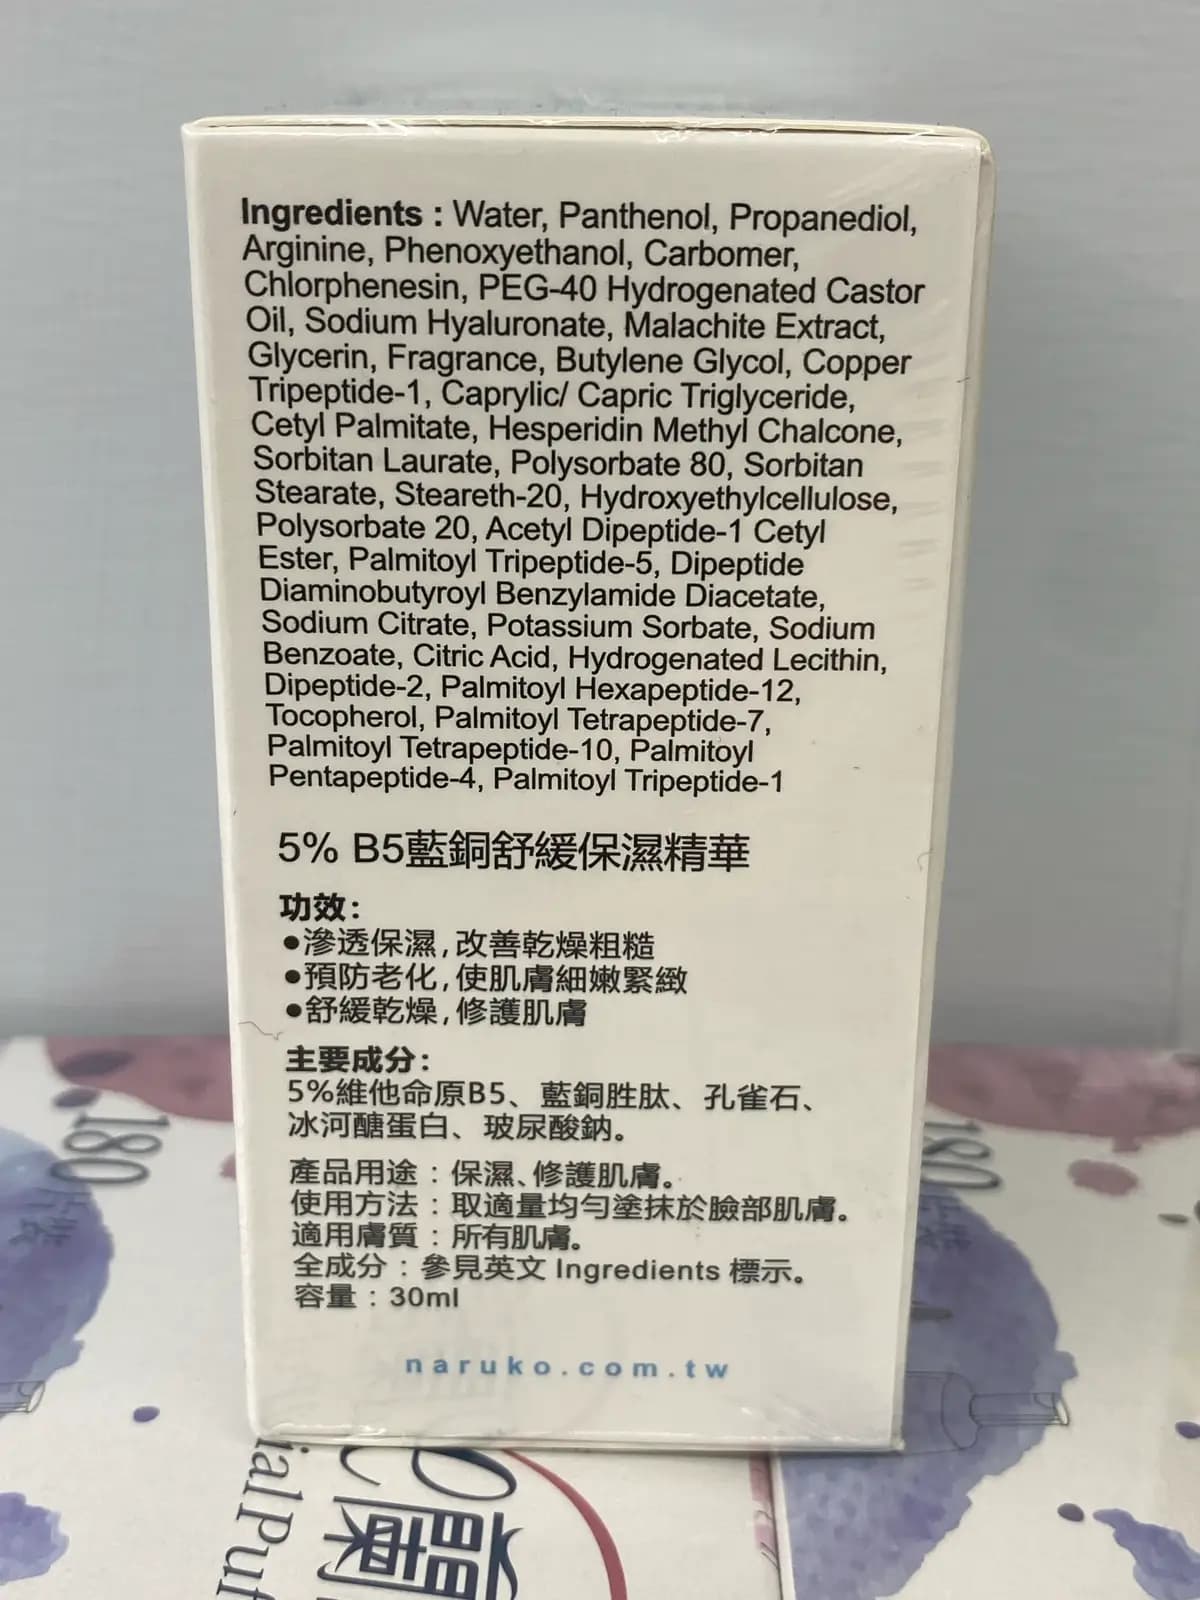 Ingredients : Water, Panthenol, Propanediol,
Arginine, Phenoxyethanol, Carbomer,
Chlorphenesin, PEG-40 Hydrogenated Castor
Oil, Sodium Hyaluronate, Malachite Extract,
Glycerin, Fragrance, Butylene Glycol, Copper
Tripeptide-1, Caprylic/ Capric Triglyceride,
Cetyl Palmitate, Hesperidin Methyl Chalcone,
Sorbitan Laurate, Polysorbate 80, Sorbitan
Stearate, Steareth-20, Hydroxyethylcellulose,
Polysorbate 20, Acetyl Dipeptide-1 Cetyl
Ester, Palmitoyl Tripeptide-5, Dipeptide
Diaminobutyroyl Benzylamide Diacetate,
Sodium Citrate, Potassium Sorbate, Sodium
Benzoate, Citric Acid, Hydrogenated Lecithin,
Dipeptide-2, Palmitoyl Hexapeptide-12,
Tocopherol, Palmitoyl Tetrapeptide-7,
Palmitoyl Tetrapeptide-10, Palmitoyl
Pentapeptide-4, Palmitoyl Tripeptide-1
5% B5藍銅舒緩保濕精華
功效:
●滲透保濕,改善乾燥粗糙
●預防老化,使肌膚細嫩緊緻
●舒緩乾燥,修護肌膚
主要成分:
5%維他命原B5、藍銅胜肽、孔雀石、
冰河醣蛋白、玻尿酸鈉。
產品用途：保濕、修護肌膚。
使用方法：取適量均勻塗抹於臉部肌膚。
適用膚質：所有肌膚。
全成分：參見英文 Ingredients 標示。
容量：30ml
naruko.com.tw
180
180
ial Puf
蘭